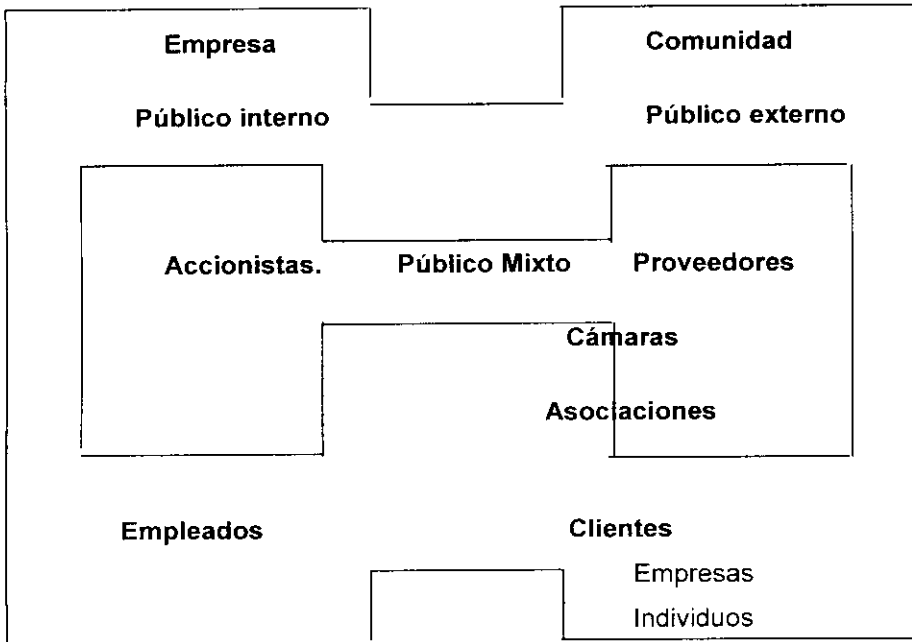 Empresa
Comunidad
Público interno
Público externo
Accionistas.
Público Mixto
Proveedores
Cámaras
Asociaciones
Empleados
Clientes
Empresas
Individuos